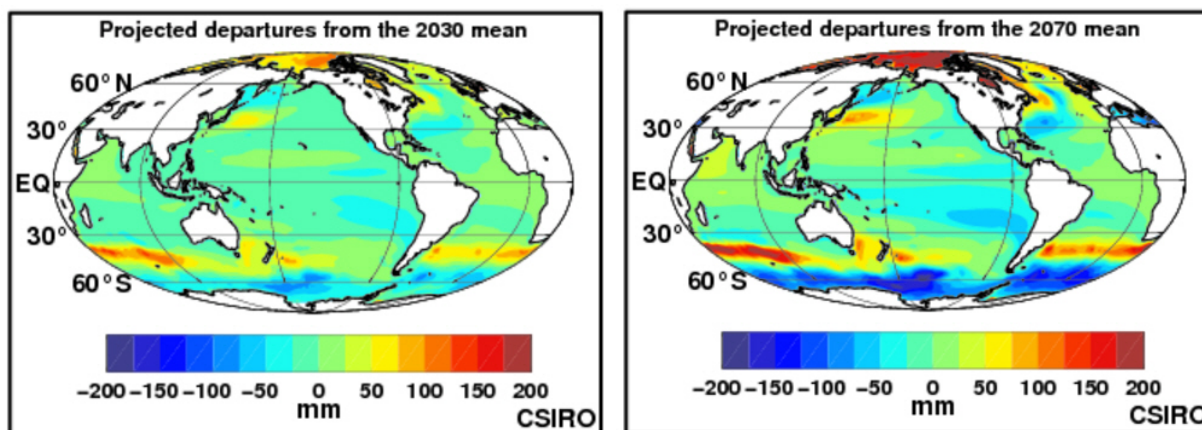 Projected departures from the 2030 mean
60°N
30°
EQ
30°
60°S
−200 −150 −100 −50 0 50 100 150 200
mm
CSIRO
Projected departures from the 2070 mean
60°N
30°
EQ
30°
60°S
−200 −150 −100 −50 0 50 100 150 200
mm
CSIRO